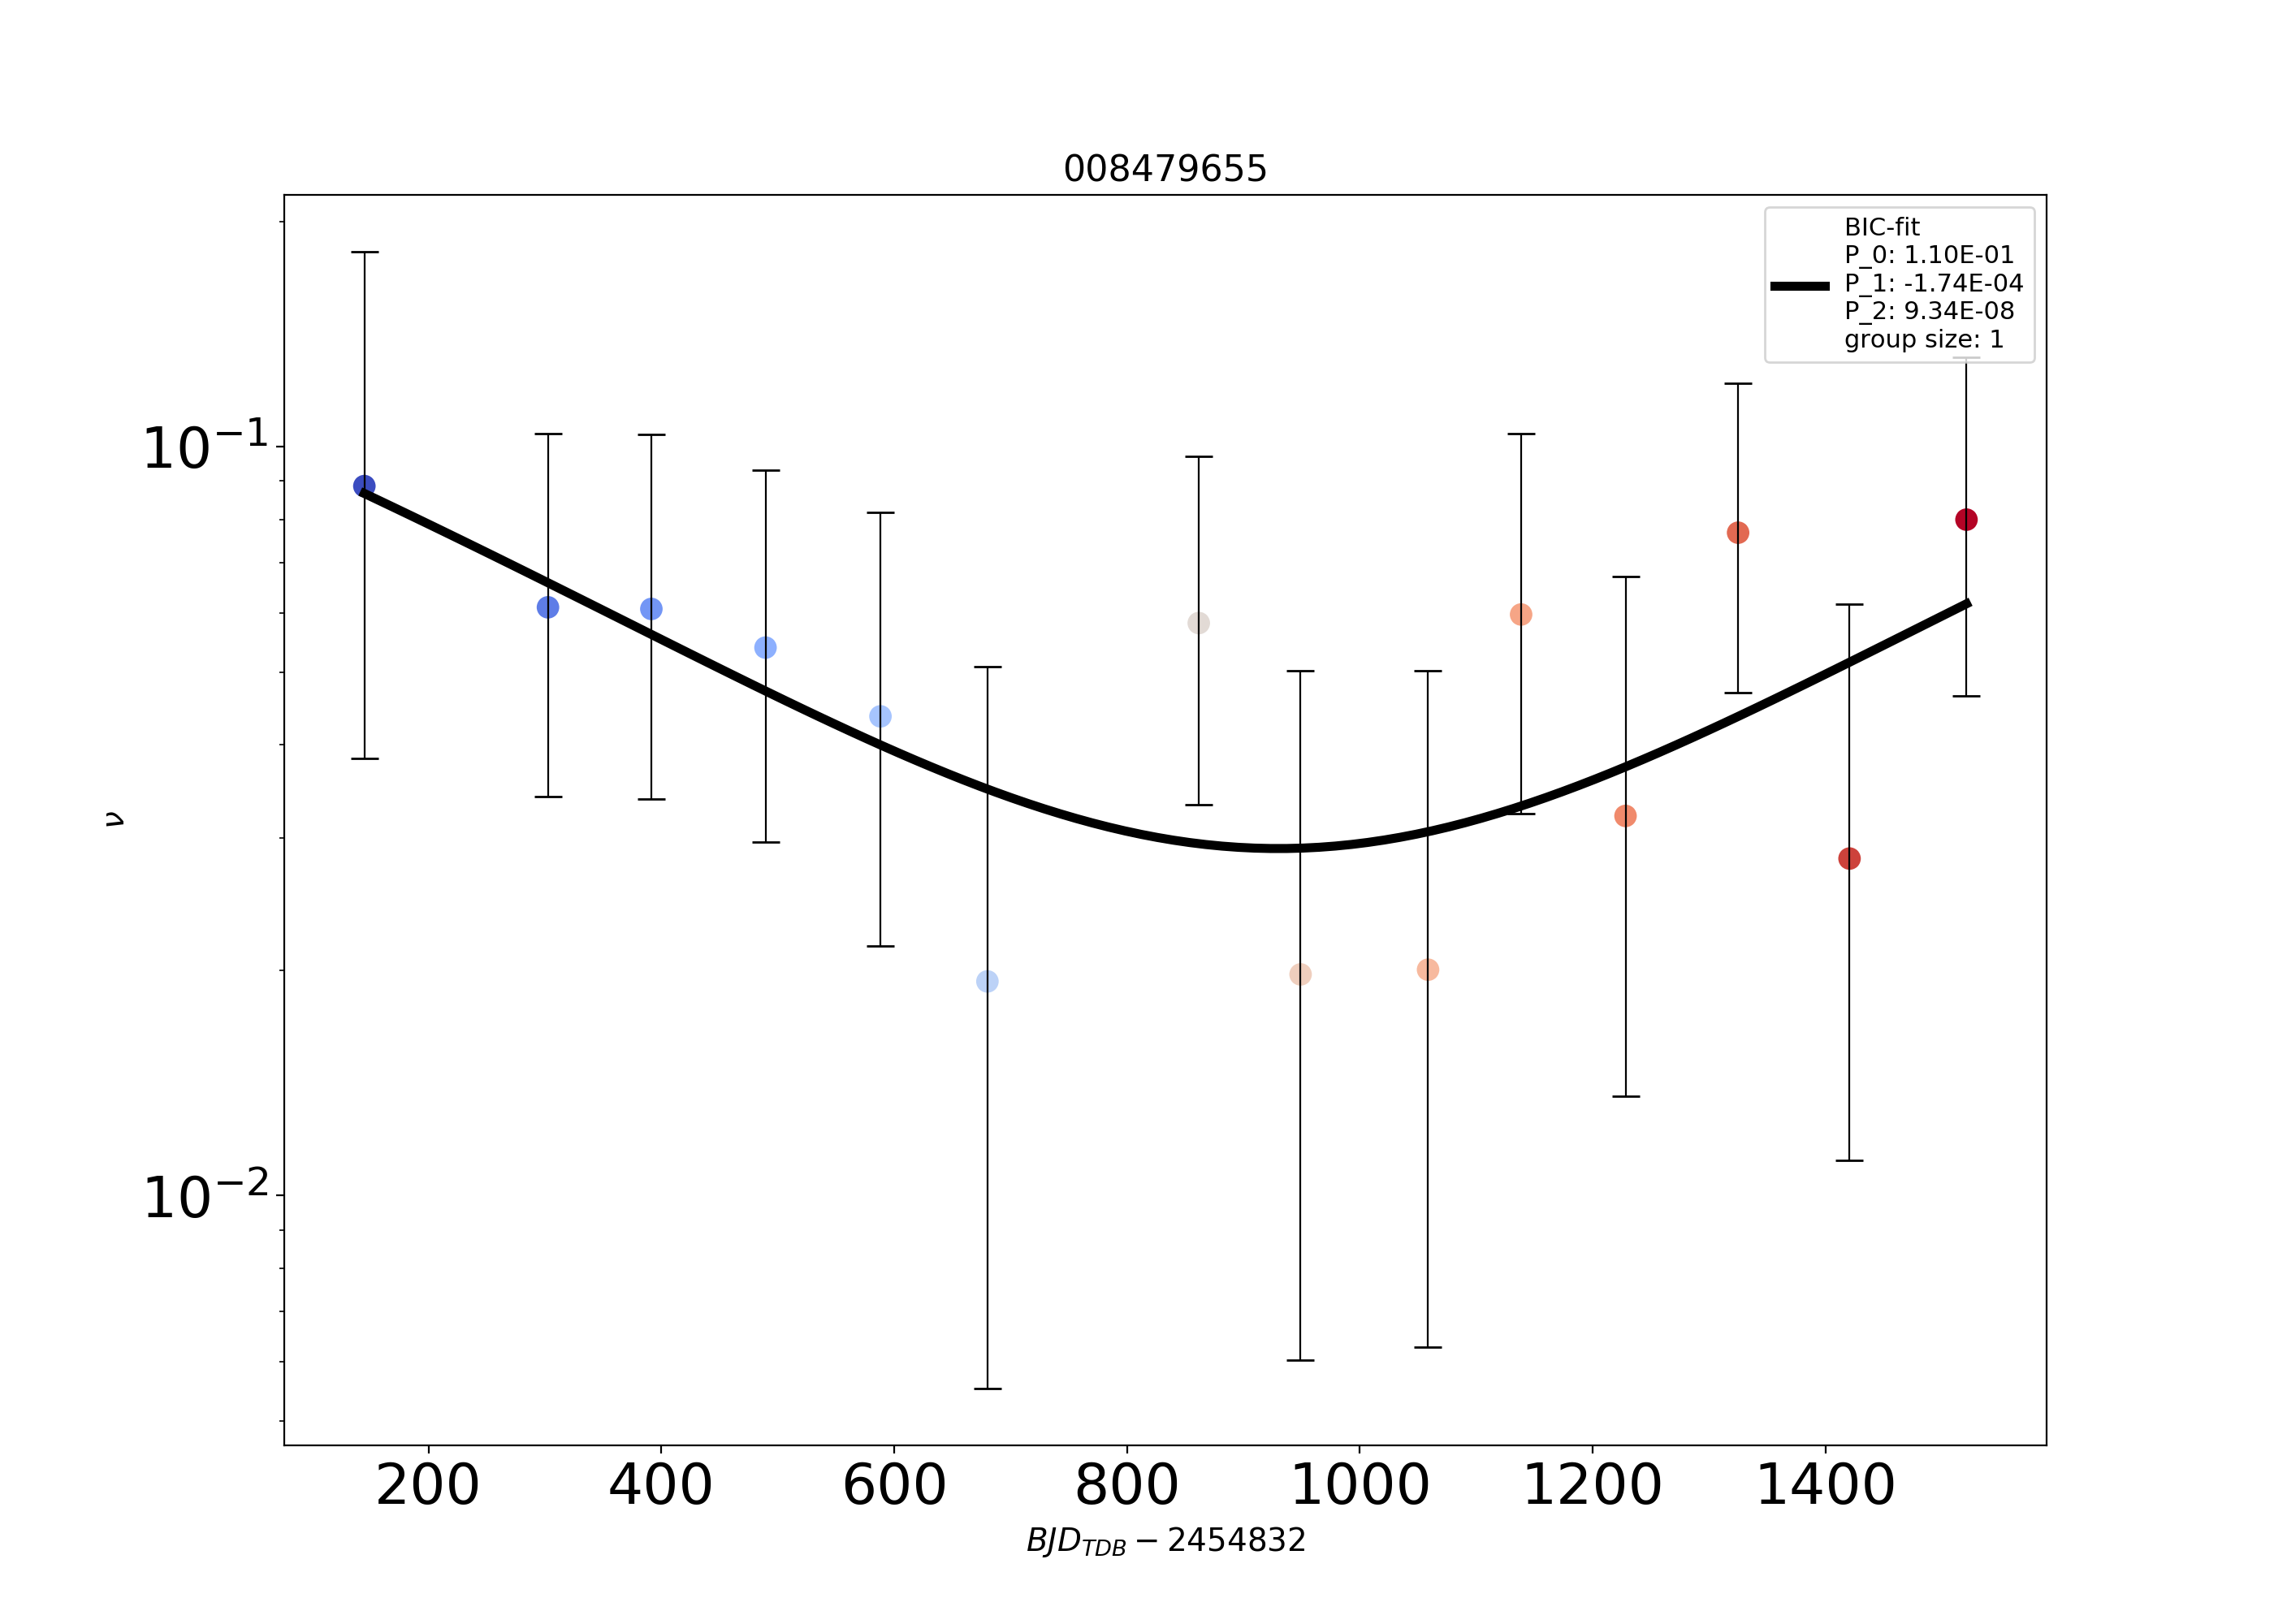 008479655
BIC-fit
P_0: 1.10E-01
P_1: -1.74E-04
P_2: 9.34E-08
group size: 1
10⁻¹
10⁻²
ν
200 400 600 800 1000 1200 1400
BJD_TDB − 2454832